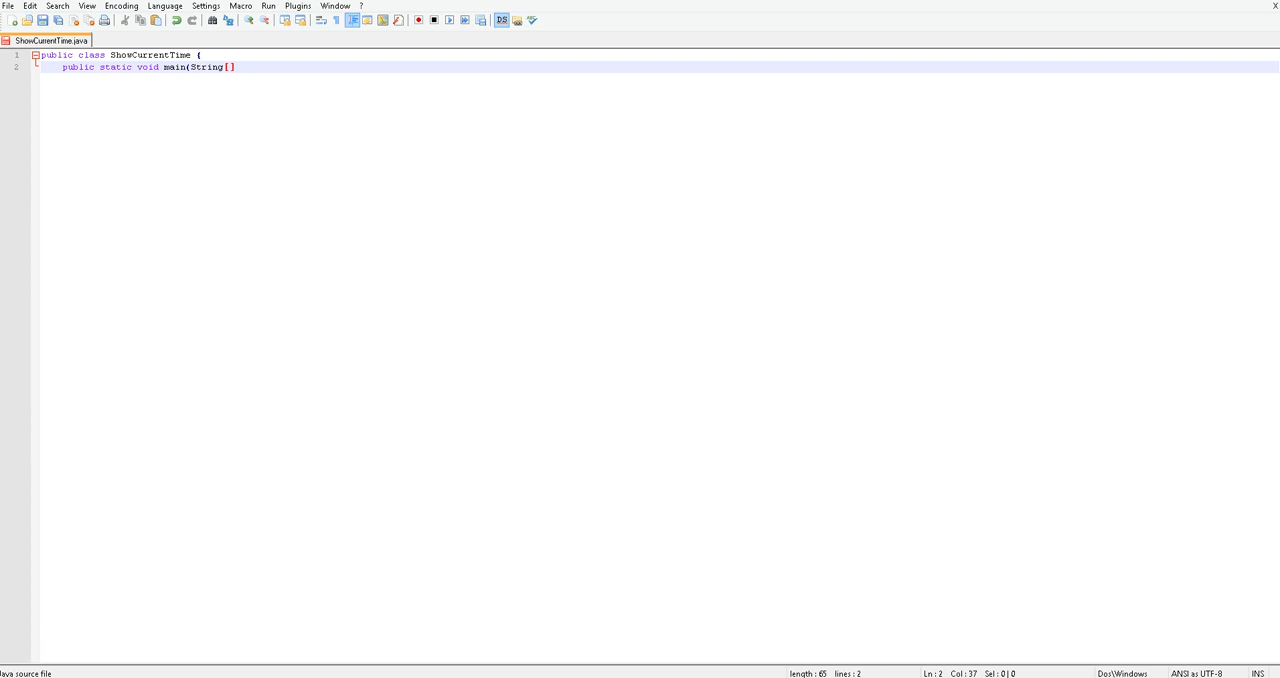 File Edit Search View Encoding Language Settings Macro Run Plugins Window ? X
DS ABC
ShowCurrentTime.java
1 public class ShowCurrentTime {
2 public static void main(String[]
Java source file length : 65 lines : 2 Ln : 2 Col : 37 Sel : 0 | 0 Dos\Windows ANSI as UTF-8 INS